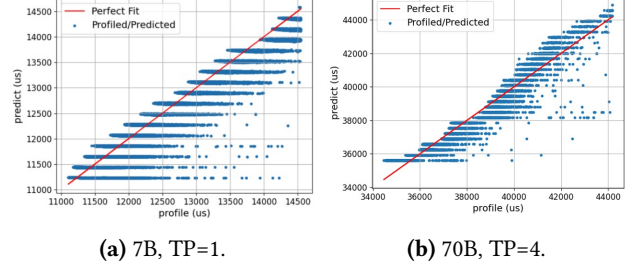 14500
14000
13500
13000
12500
12000
11500
11000
predict (us)
Perfect Fit
Profiled/Predicted
11000 11500 12000 12500 13000 13500 14000 14500
profile (us)
(a) 7B, TP=1.
44000
42000
40000
38000
36000
34000
predict (us)
Perfect Fit
Profiled/Predicted
34000 36000 38000 40000 42000 44000
profile (us)
(b) 70B, TP=4.